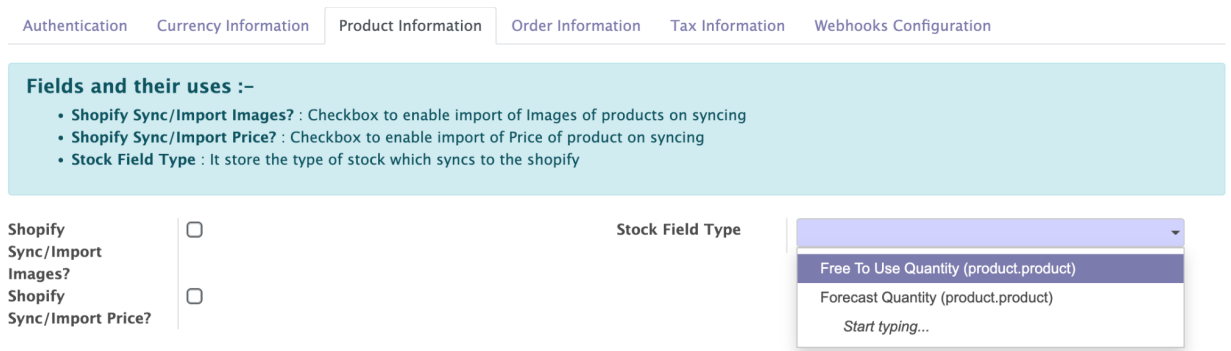 Authentication Currency Information Product Information Order Information Tax Information Webhooks Configuration
Fields and their uses :-
• Shopify Sync/Import Images? : Checkbox to enable import of Images of products on syncing
• Shopify Sync/Import Price? : Checkbox to enable import of Price of product on syncing
• Stock Field Type : It store the type of stock which syncs to the shopify
Shopify
Sync/Import
Images?
Shopify
Sync/Import Price?
Stock Field Type
Free To Use Quantity (product.product)
Forecast Quantity (product.product)
Start typing...